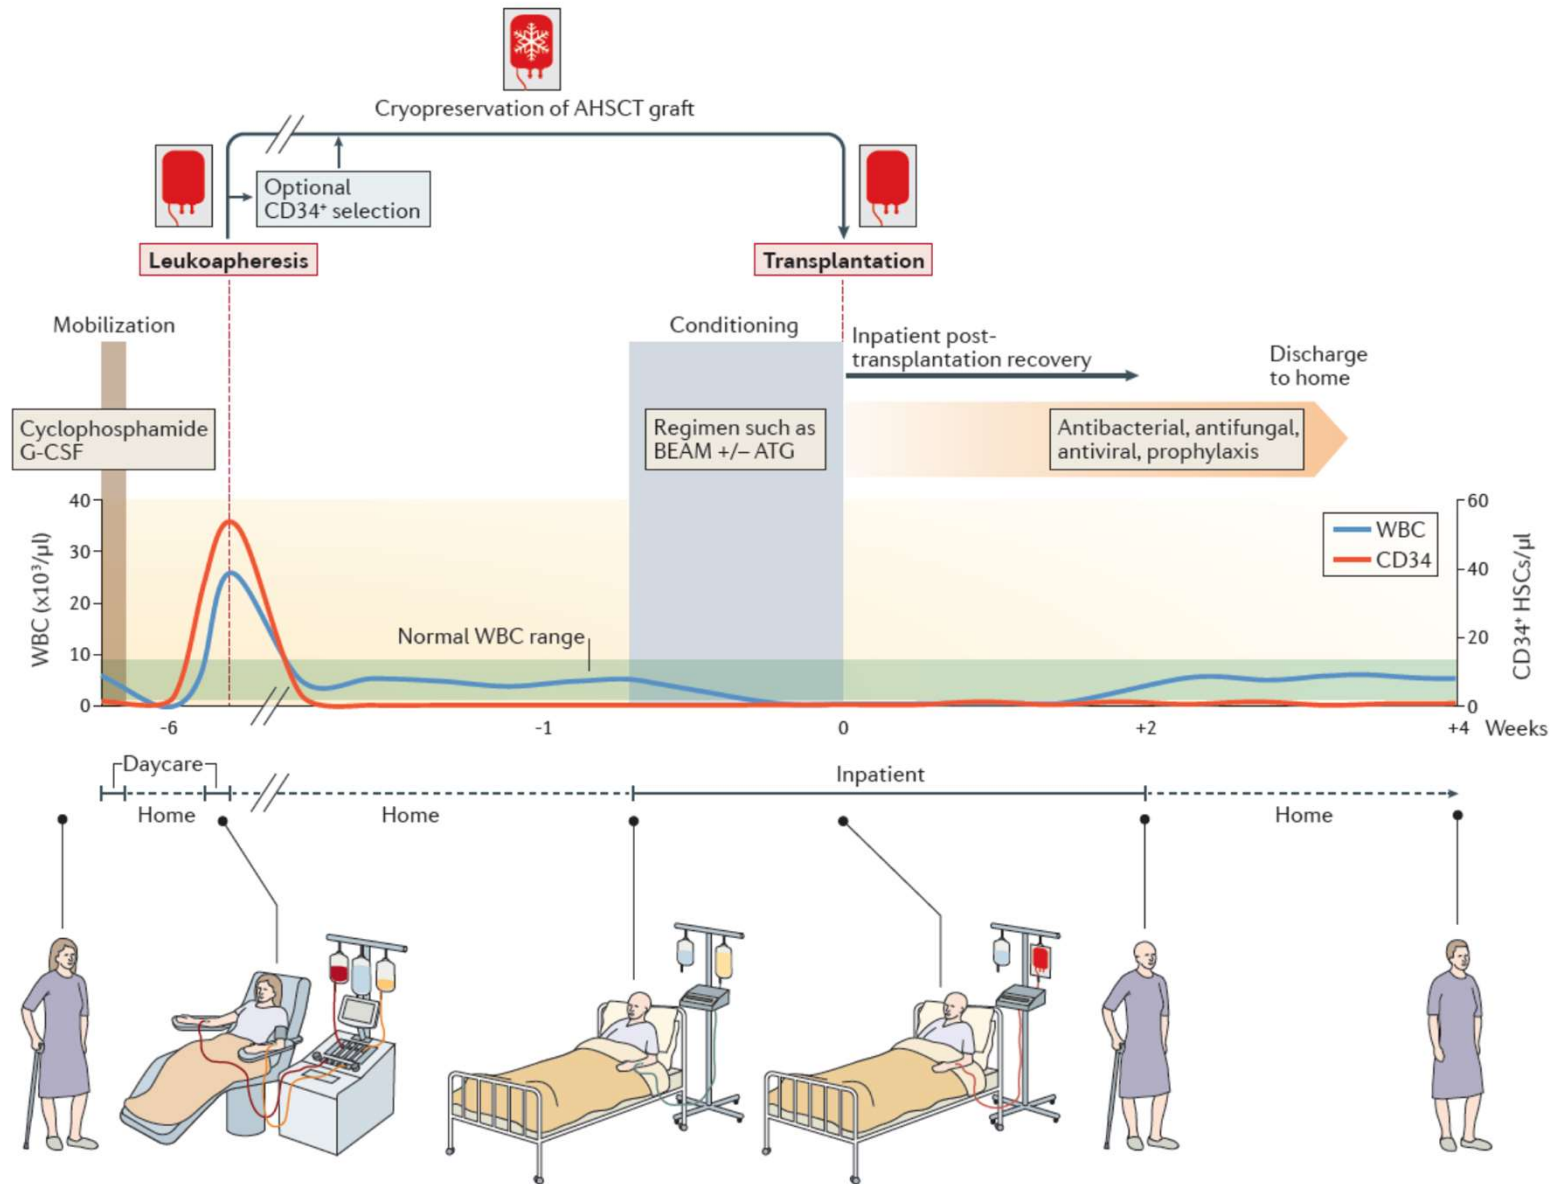 Cryopreservation of AHSCT graft
Optional
CD34⁺ selection
Leukoapheresis
Transplantation
Mobilization
Conditioning
Inpatient post-
transplantation recovery
Discharge
to home
Cyclophosphamide
G-CSF
Regimen such as
BEAM +/– ATG
Antibacterial, antifungal,
antiviral, prophylaxis
40
30
20
10
0
WBC (x10³/µl)
60
40
20
0
CD34⁺ HSCs/µl
WBC
CD34
Normal WBC range
-6
-1
0
+2
+4
Weeks
Daycare
Home
Home
Inpatient
Home